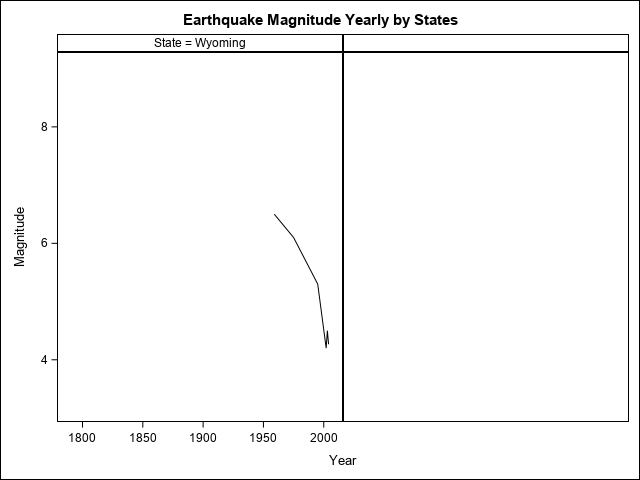 Earthquake Magnitude Yearly by States
State = Wyoming
8
6
4
Magnitude
1800 1850 1900 1950 2000
Year